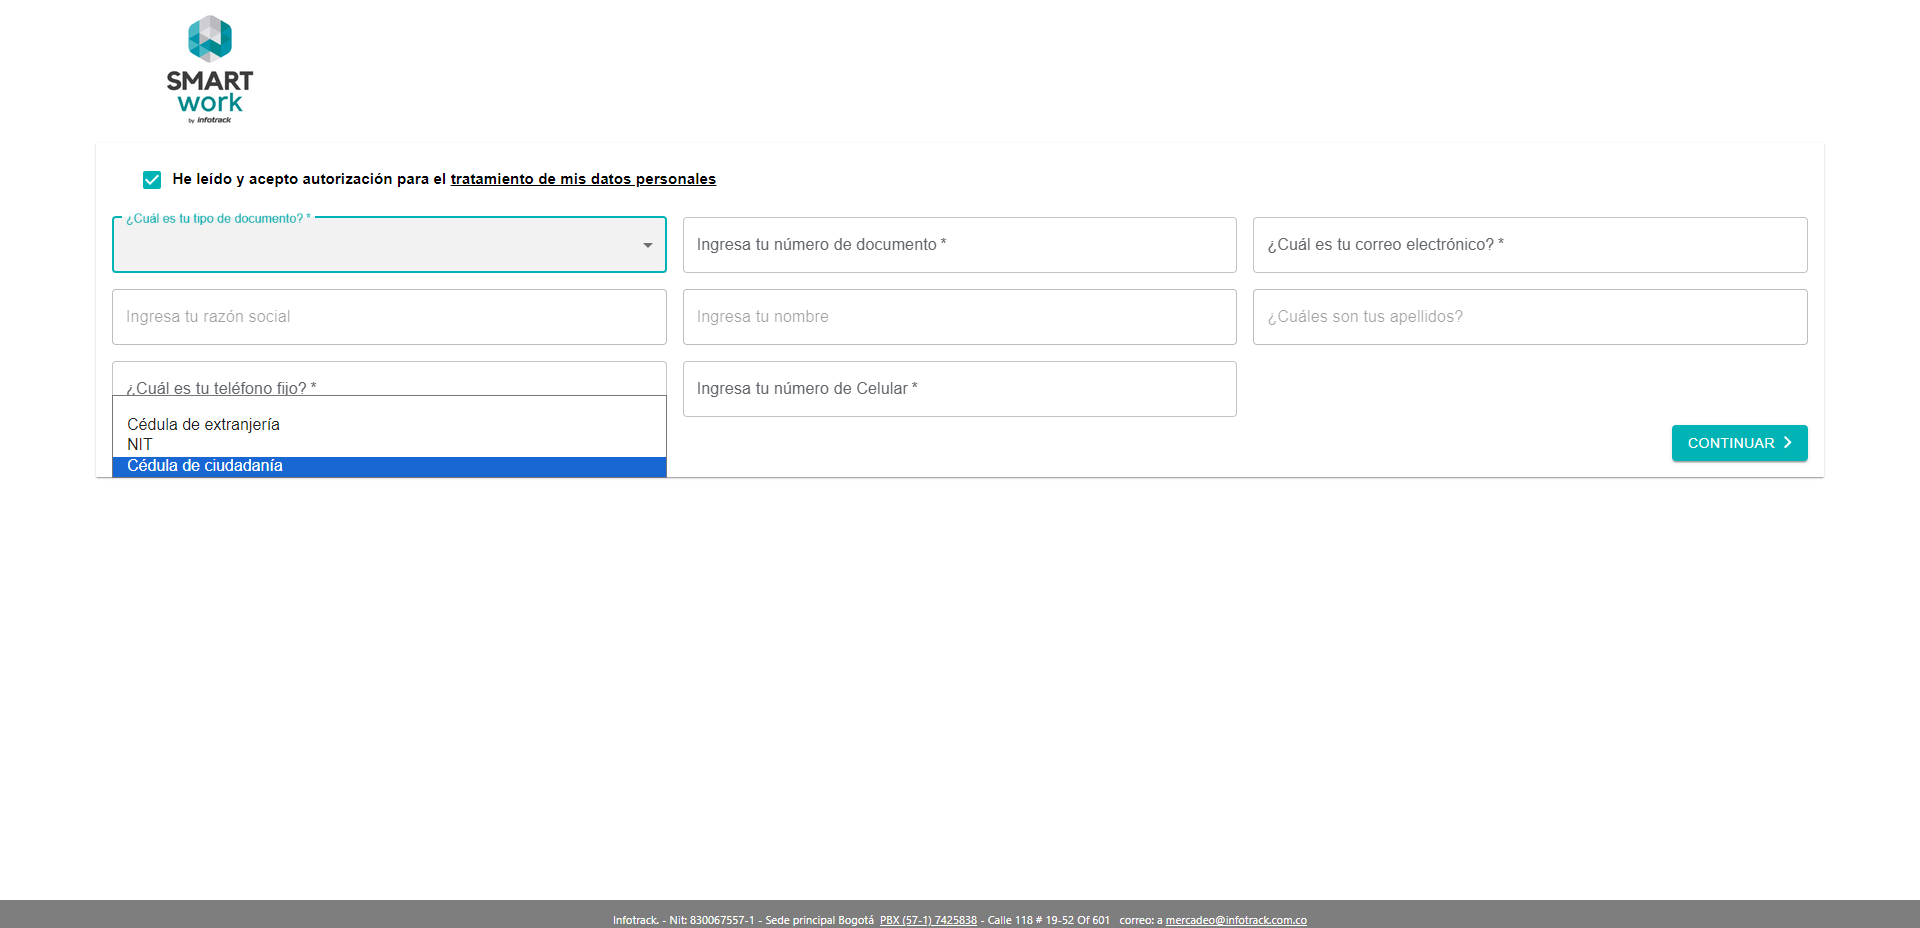 SMART
work
by infotrack
He leído y acepto autorización para el tratamiento de mis datos personales
¿Cuál es tu tipo de documento? *
Ingresa tu número de documento *
¿Cuál es tu correo electrónico? *
Ingresa tu razón social
Ingresa tu nombre
¿Cuáles son tus apellidos?
¿Cuál es tu teléfono fijo? *
Ingresa tu número de Celular *
Cédula de extranjería
NIT
Cédula de ciudadanía
CONTINUAR
Infotrack. - Nit: 830067557-1 - Sede principal Bogotá PBX (57-1) 7425838 - Calle 118 # 19-52 Of 601 correo: a mercadeo@infotrack.com.co